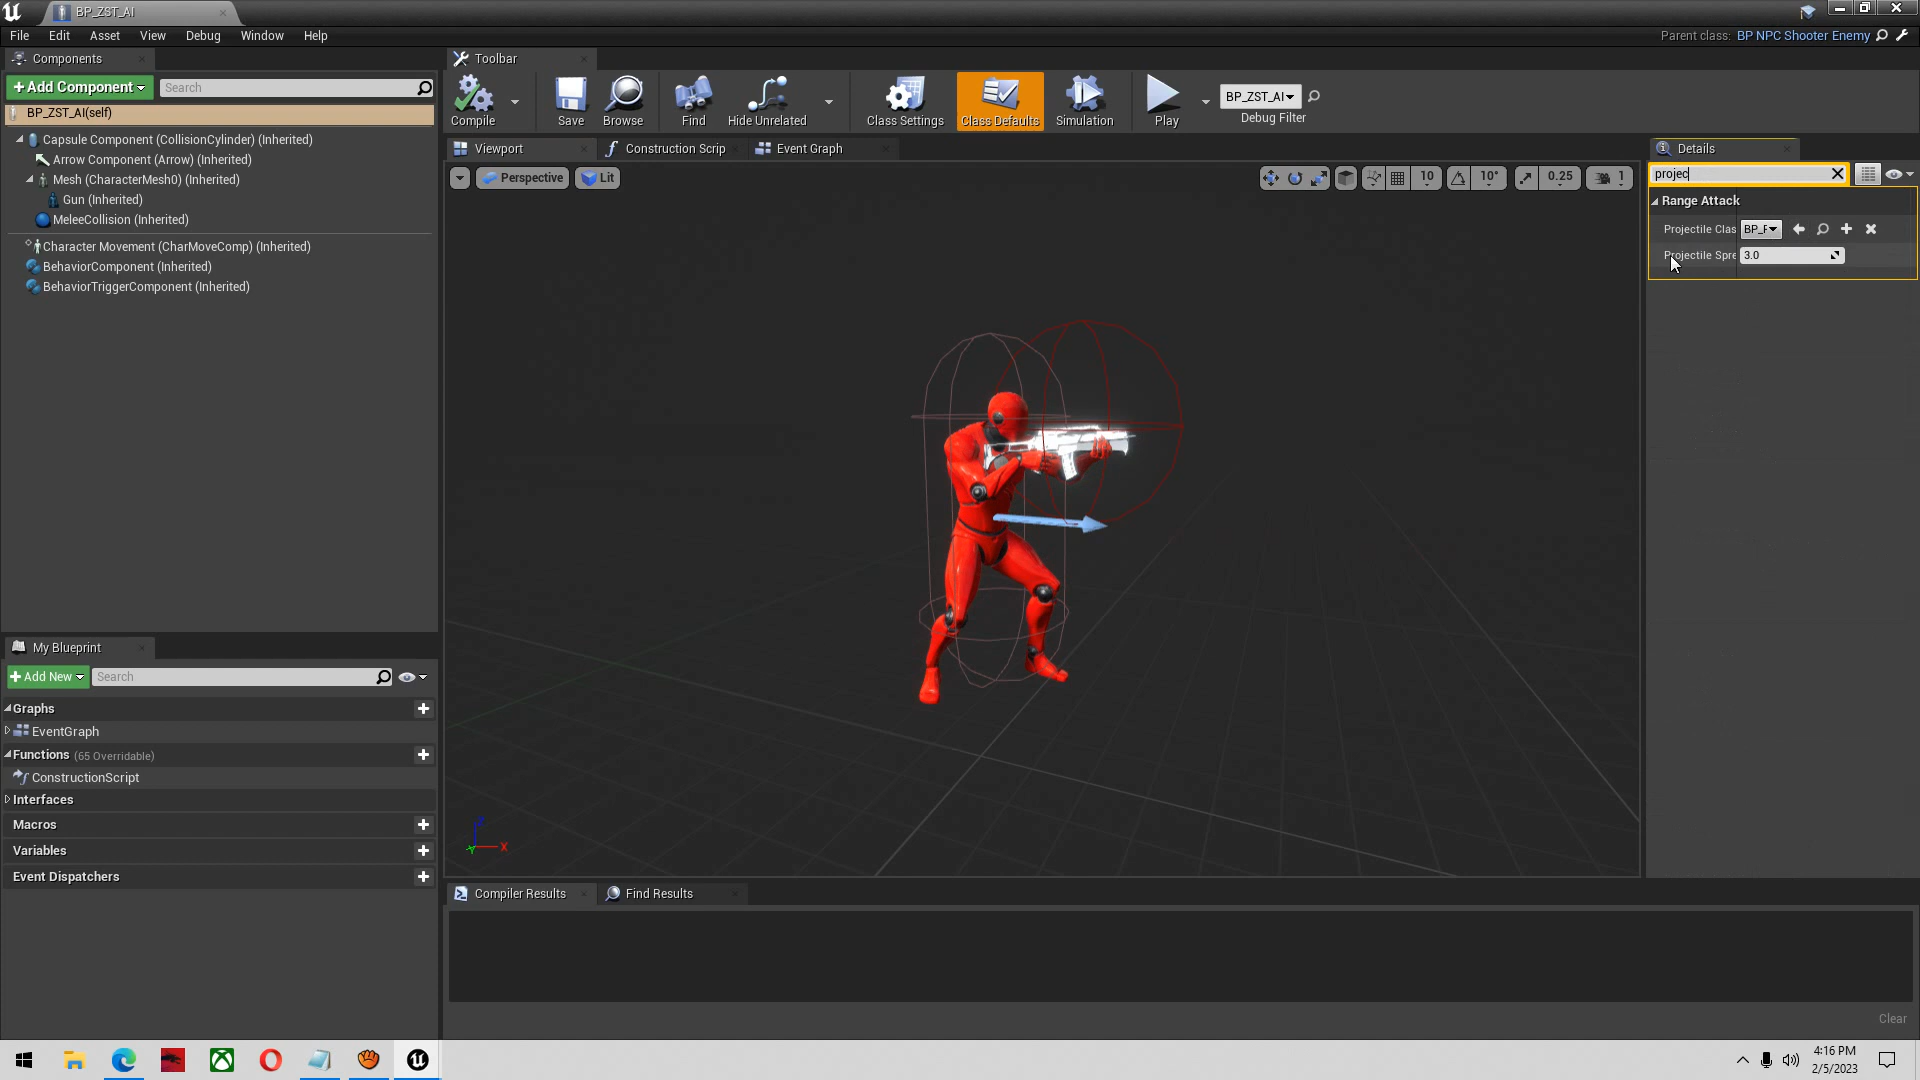 BP_ZST_AI
File Edit Asset View Debug Window Help
Parent class: BP NPC Shooter Enemy
Components
Toolbar
+Add Component
Search
BP_ZST_AI(self)
Capsule Component (CollisionCylinder) (Inherited)
Arrow Component (Arrow) (Inherited)
Mesh (CharacterMesh0) (Inherited)
Gun (Inherited)
MeleeCollision (Inherited)
Character Movement (CharMoveComp) (Inherited)
BehaviorComponent (Inherited)
BehaviorTriggerComponent (Inherited)
Compile Save Browse Find Hide Unrelated Class Settings Class Defaults Simulation Play
BP_ZST_AI
Debug Filter
Viewport Construction Scrip Event Graph
Perspective Lit
10 10° 0.25 1
Details
projec
Range Attack
Projectile Clas BP_F
Projectile Spre 3.0
My Blueprint
+Add New Search
Graphs
EventGraph
Functions (65 Overridable)
ConstructionScript
Interfaces
Macros
Variables
Event Dispatchers
Z
Y
X
Compiler Results Find Results
Clear
4:16 PM
2/5/2023